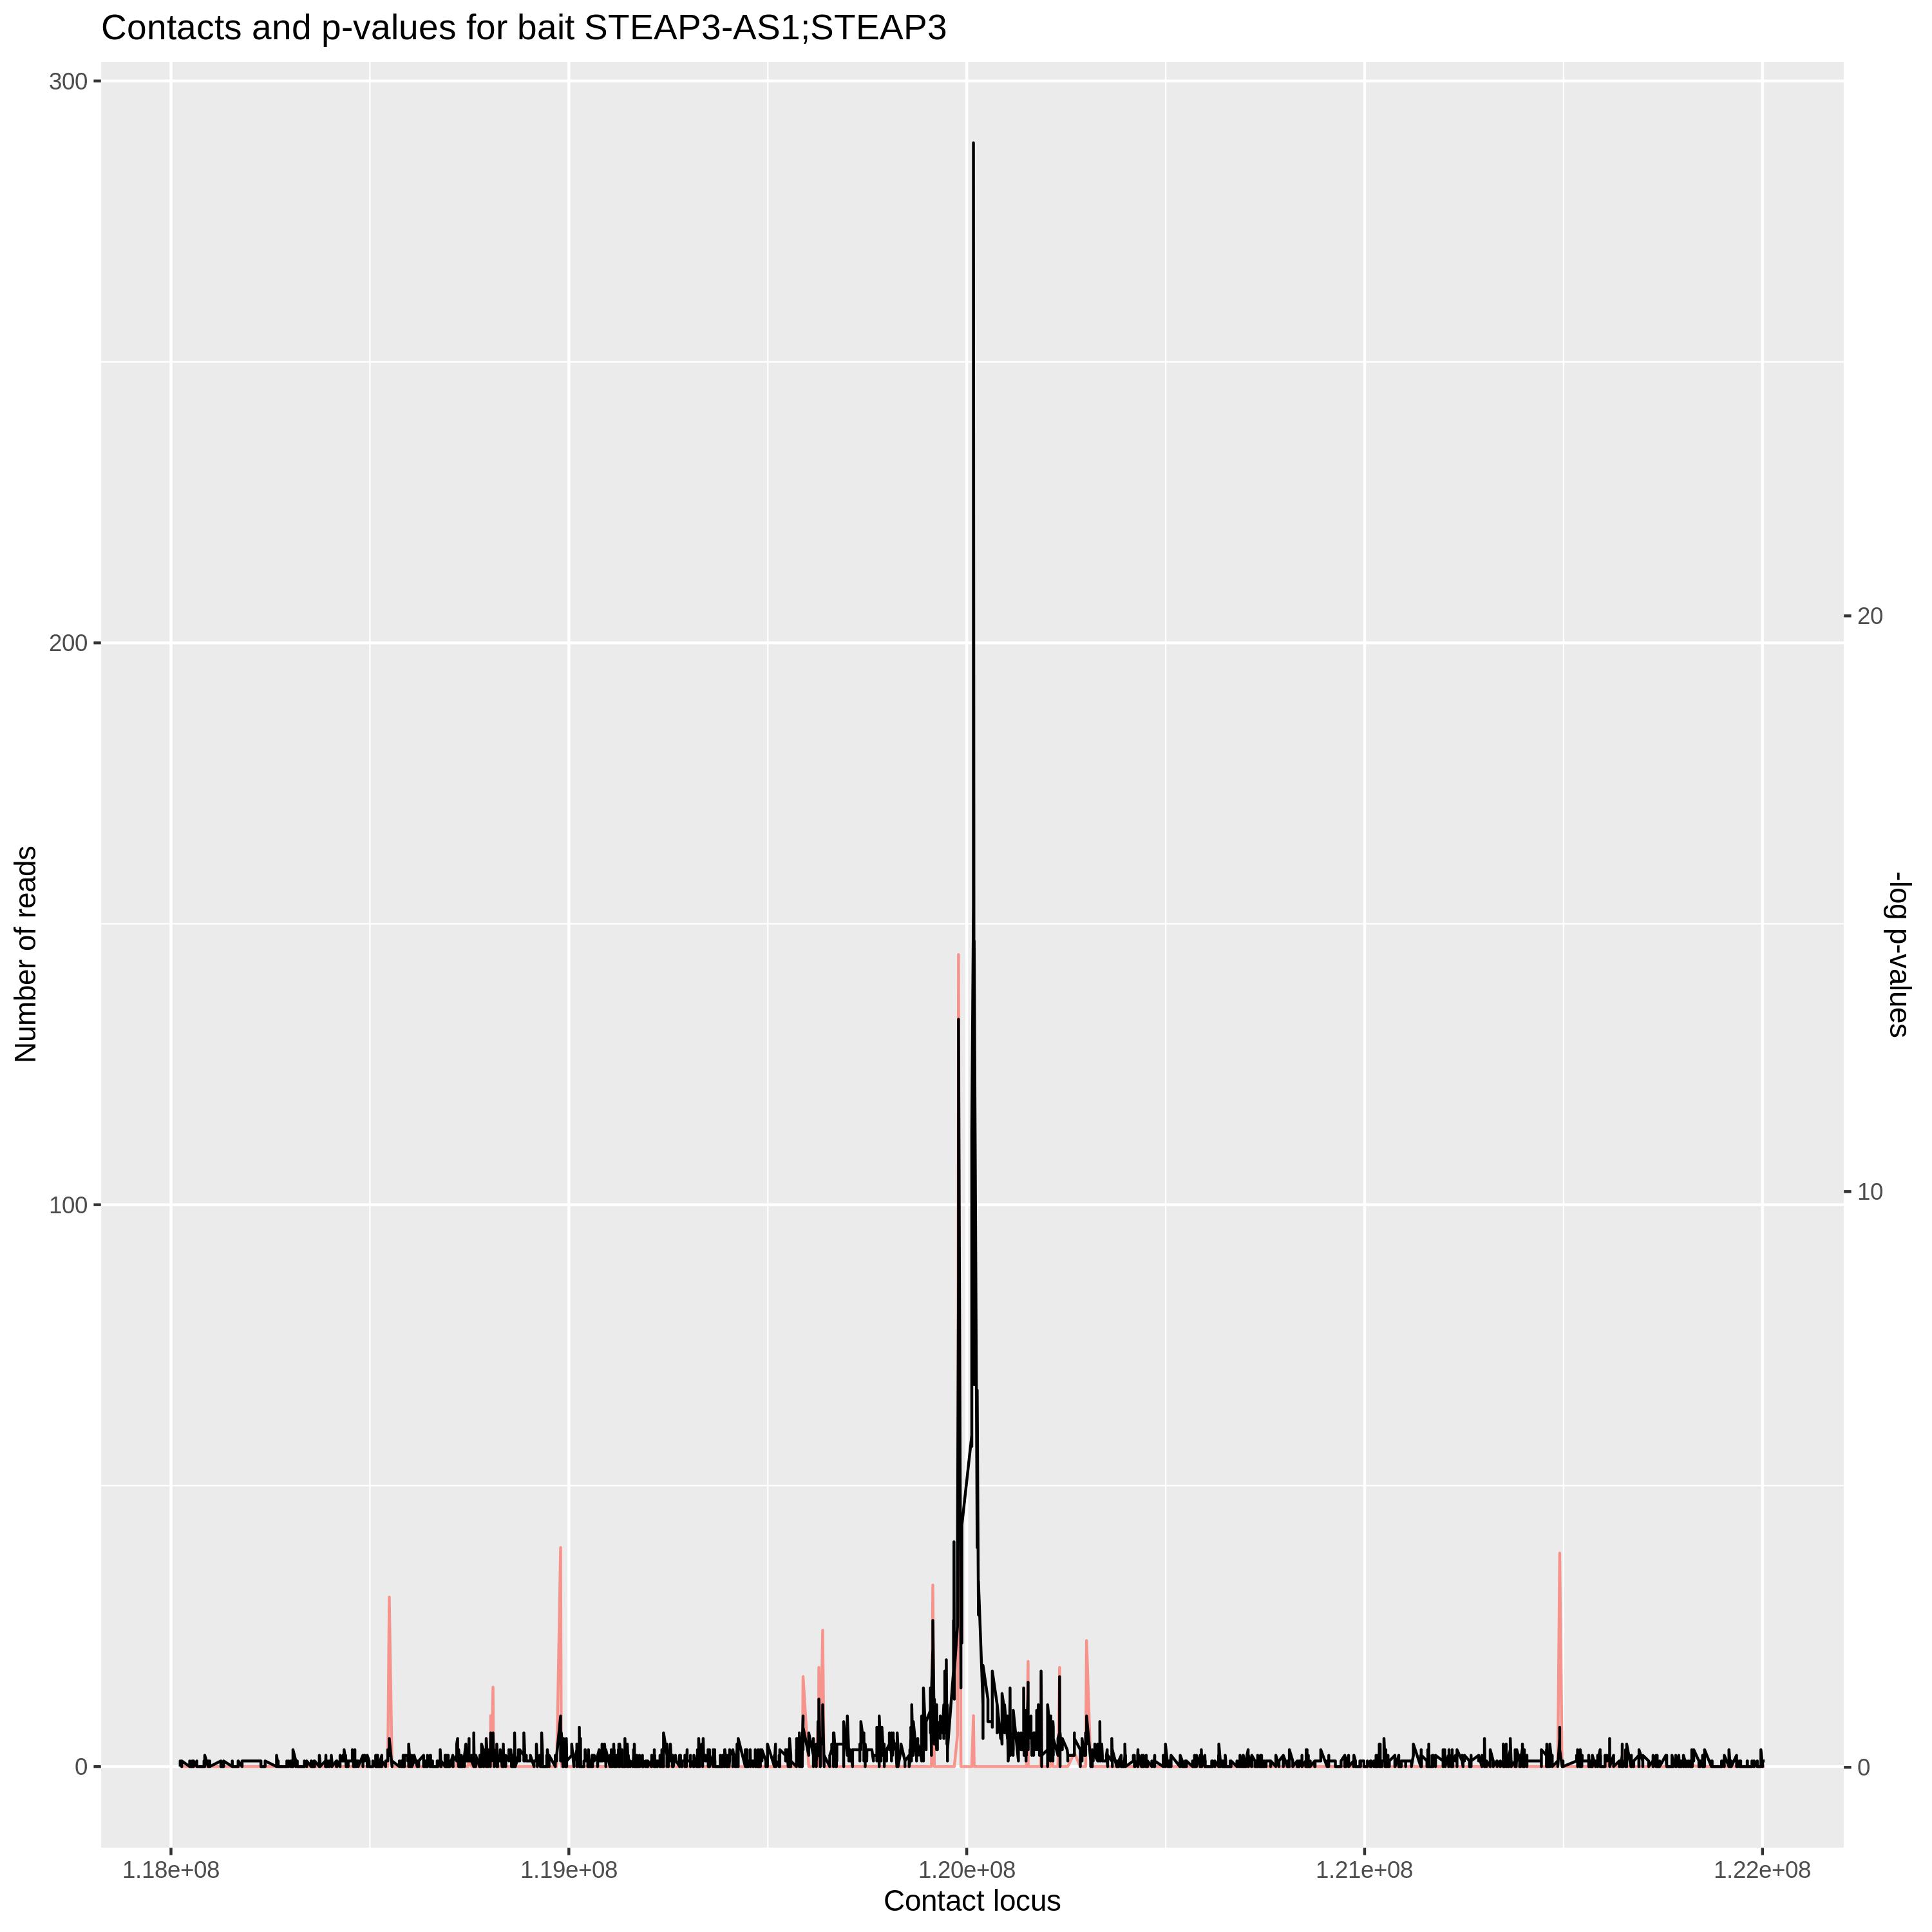 Contacts and p-values for bait STEAP3-AS1;STEAP3
300
200
100
0
Number of reads
20
10
0
-log p-values
1.18e+08 1.19e+08 1.20e+08 1.21e+08 1.22e+08
Contact locus